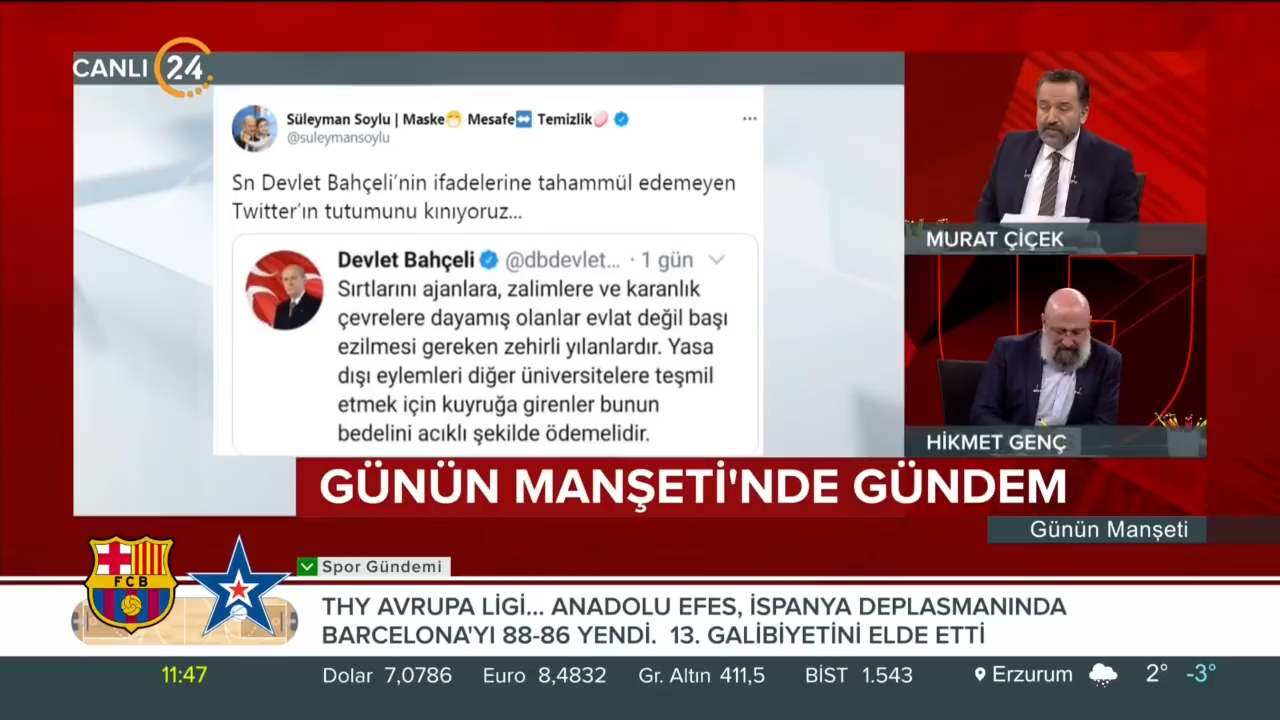 CANLI 24
Süleyman Soylu | Maske😷 Mesafe↔️ Temizlik🧼
@suleymansoylu
Sn Devlet Bahçeli'nin ifadelerine tahammül edemeyen
Twitter'ın tutumunu kınıyoruz...
Devlet Bahçeli @dbdevlet... · 1 gün
Sırtlarını ajanlara, zalimlere ve karanlık
çevrelere dayamış olanlar evlat değil başı
ezilmesi gereken zehirli yılanlardır. Yasa
dışı eylemleri diğer üniversitelere teşmil
etmek için kuyruğa girenler bunun
bedelini acıklı şekilde ödemelidir.
MURAT ÇİÇEK
HİKMET GENÇ
GÜNÜN MANŞETİ'NDE GÜNDEM
Günün Manşeti
FCB
Spor Gündemi
THY AVRUPA LİGİ... ANADOLU EFES, İSPANYA DEPLASMANINDA
BARCELONA'YI 88-86 YENDİ. 13. GALİBİYETİNİ ELDE ETTİ
11:47 Dolar 7,0786 Euro 8,4832 Gr. Altın 411,5 BİST 1.543 Erzurum 2° -3°